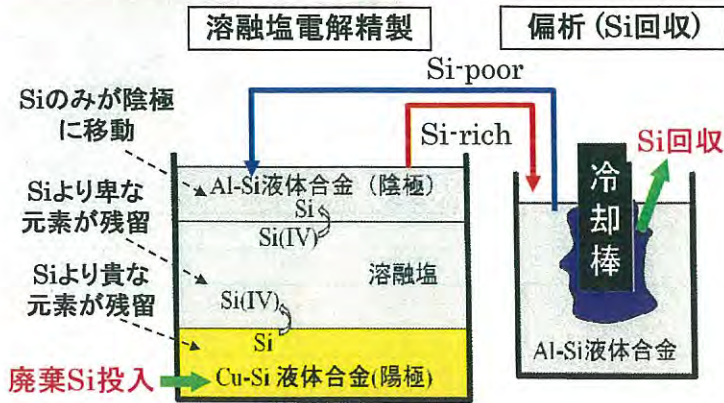 溶融塩電解精製
偏析 (Si回収)
Si-poor
Si-rich
Siのみが陰極
に移動
Siより卑な
元素が残留
Siより貴な
元素が残留
廃棄Si投入
Al-Si液体合金 (陰極)
Si
Si(IV)
溶融塩
Si(IV)
Si
Cu-Si 液体合金(陽極)
Si回収
冷却棒
Al-Si液体合金